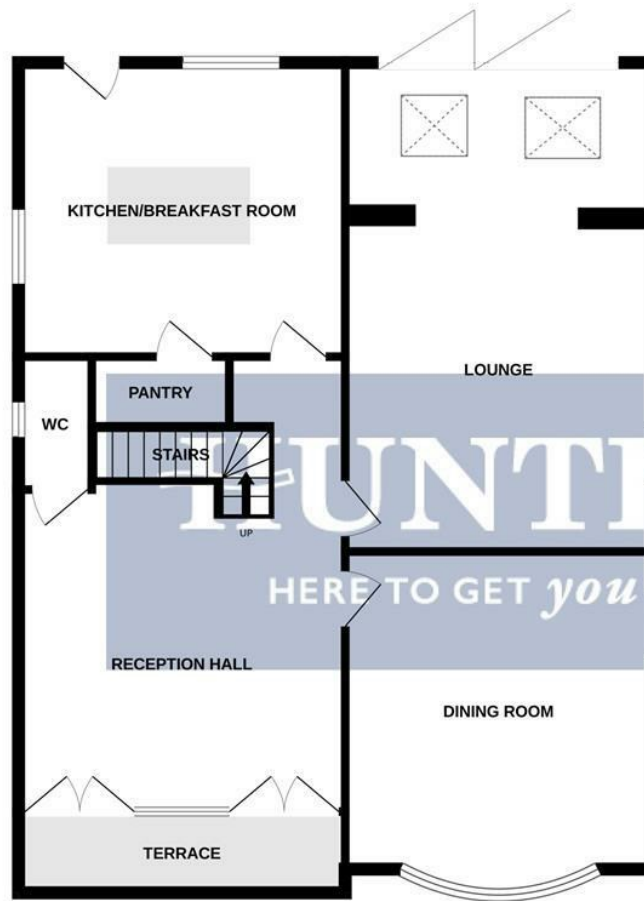 KITCHEN/BREAKFAST ROOM
LOUNGE
PANTRY
WC
STAIRS
UP
HERE TO GET you
RECEPTION HALL
DINING ROOM
TERRACE